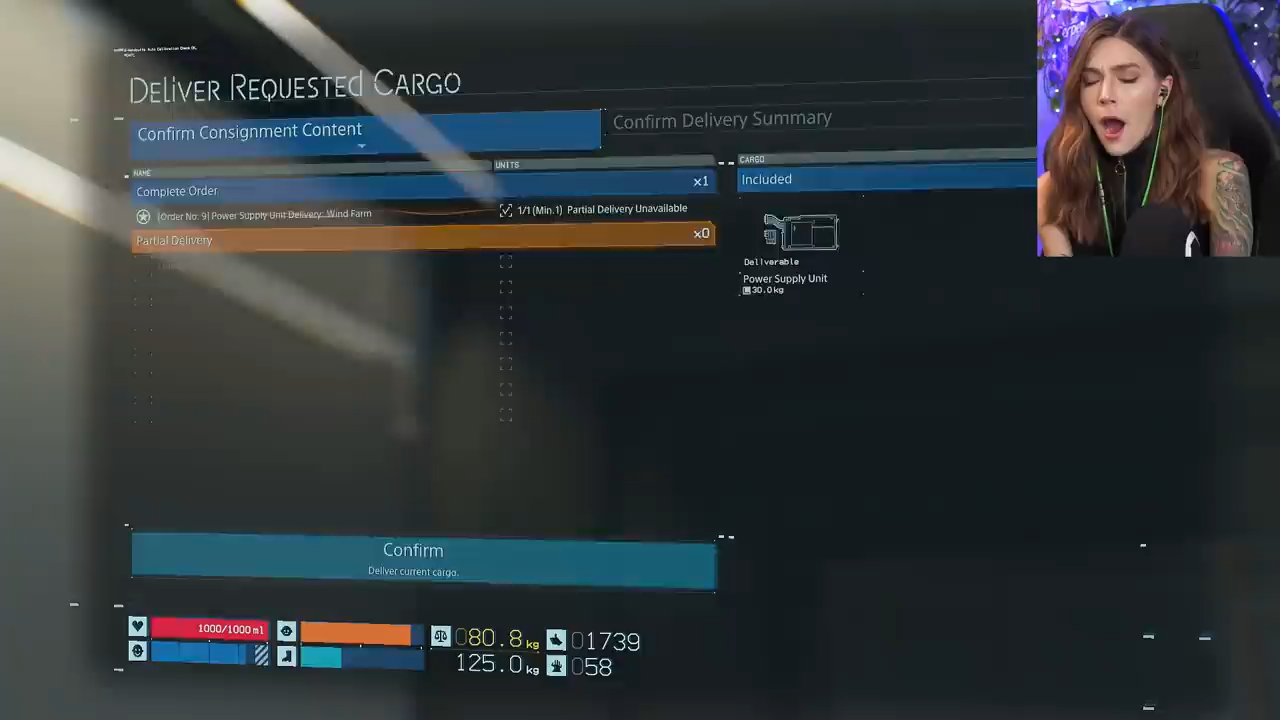 Deliver Requested Cargo
Confirm Consignment Content
Confirm Delivery Summary
NAME
UNITS
CARGO
Complete Order
x1
Included
[Order No. 9] Power Supply Unit Delivery: Wind Farm
1/1 (Min.1) Partial Delivery Unavailable
Partial Delivery
x0
Deliverable
Power Supply Unit
L 30.0 kg
Confirm
Deliver current cargo.
1000/1000 ml
080.8 kg
01739
125.0 kg
058